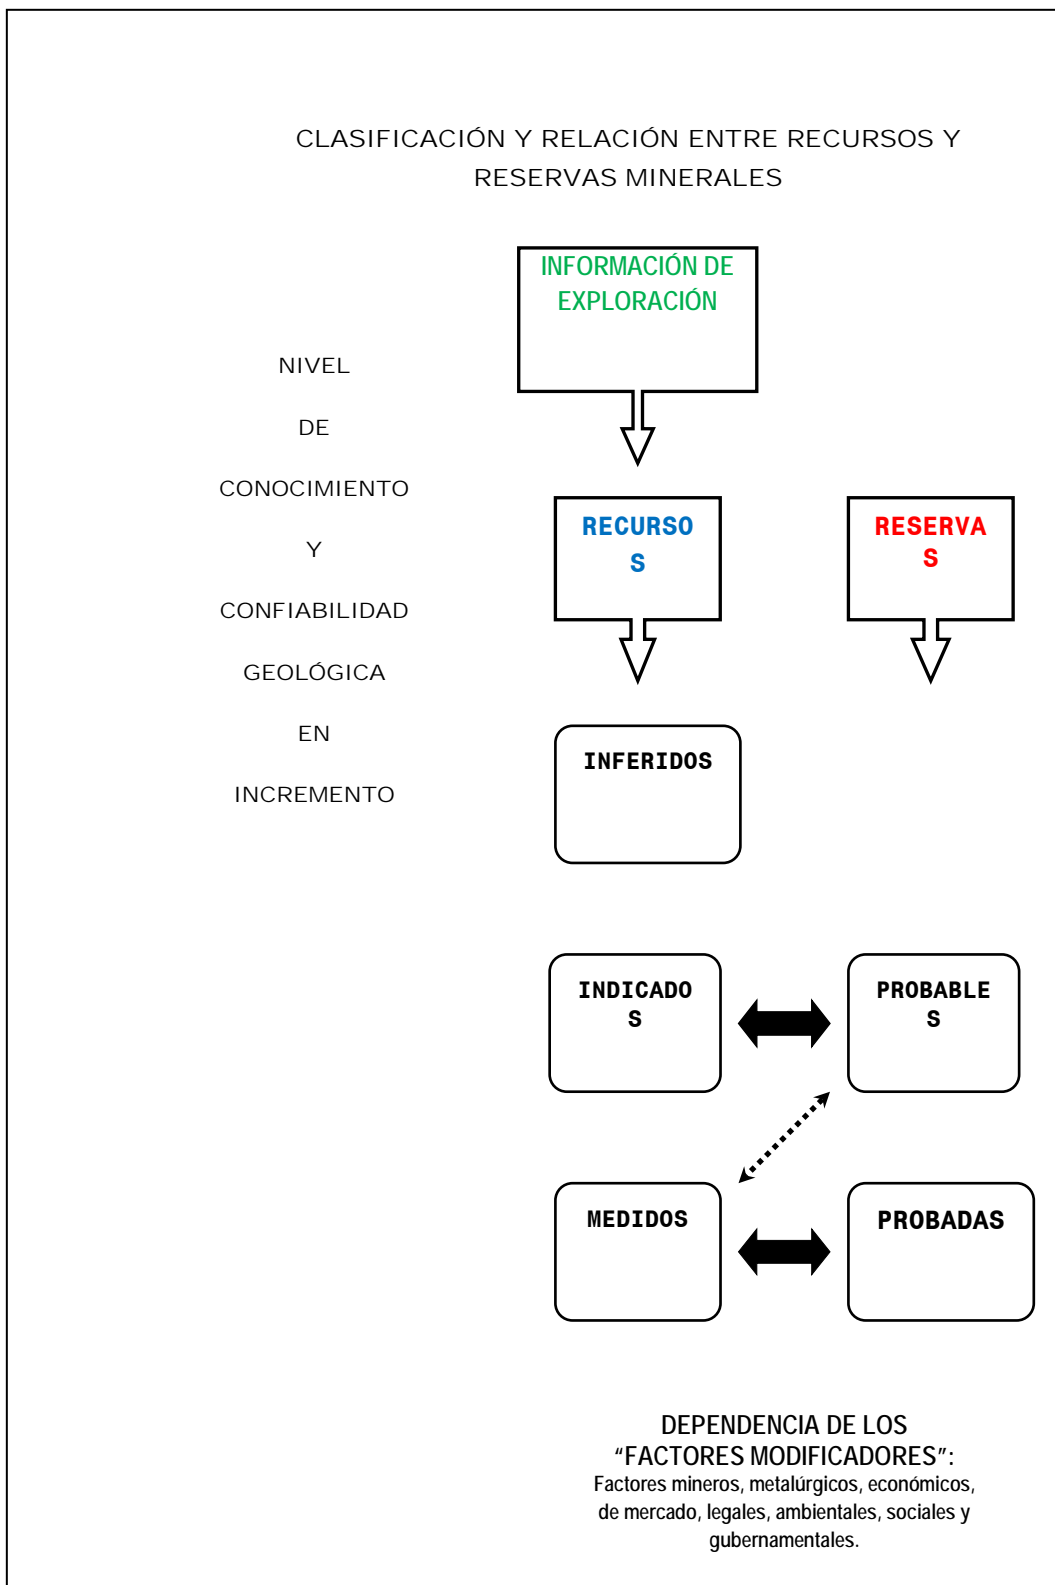 CLASIFICACIÓN Y RELACIÓN ENTRE RECURSOS Y
RESERVAS MINERALES
INFORMACIÓN DE
EXPLORACIÓN
NIVEL
DE
CONOCIMIENTO
Y
CONFIABILIDAD
GEOLÓGICA
EN
INCREMENTO
RECURSO
S
RESERVA
S
INFERIDOS
INDICADO
S
PROBABLE
S
MEDIDOS
PROBADAS
DEPENDENCIA DE LOS
“FACTORES MODIFICADORES”:
Factores mineros, metalúrgicos, económicos,
de mercado, legales, ambientales, sociales y
gubernamentales.